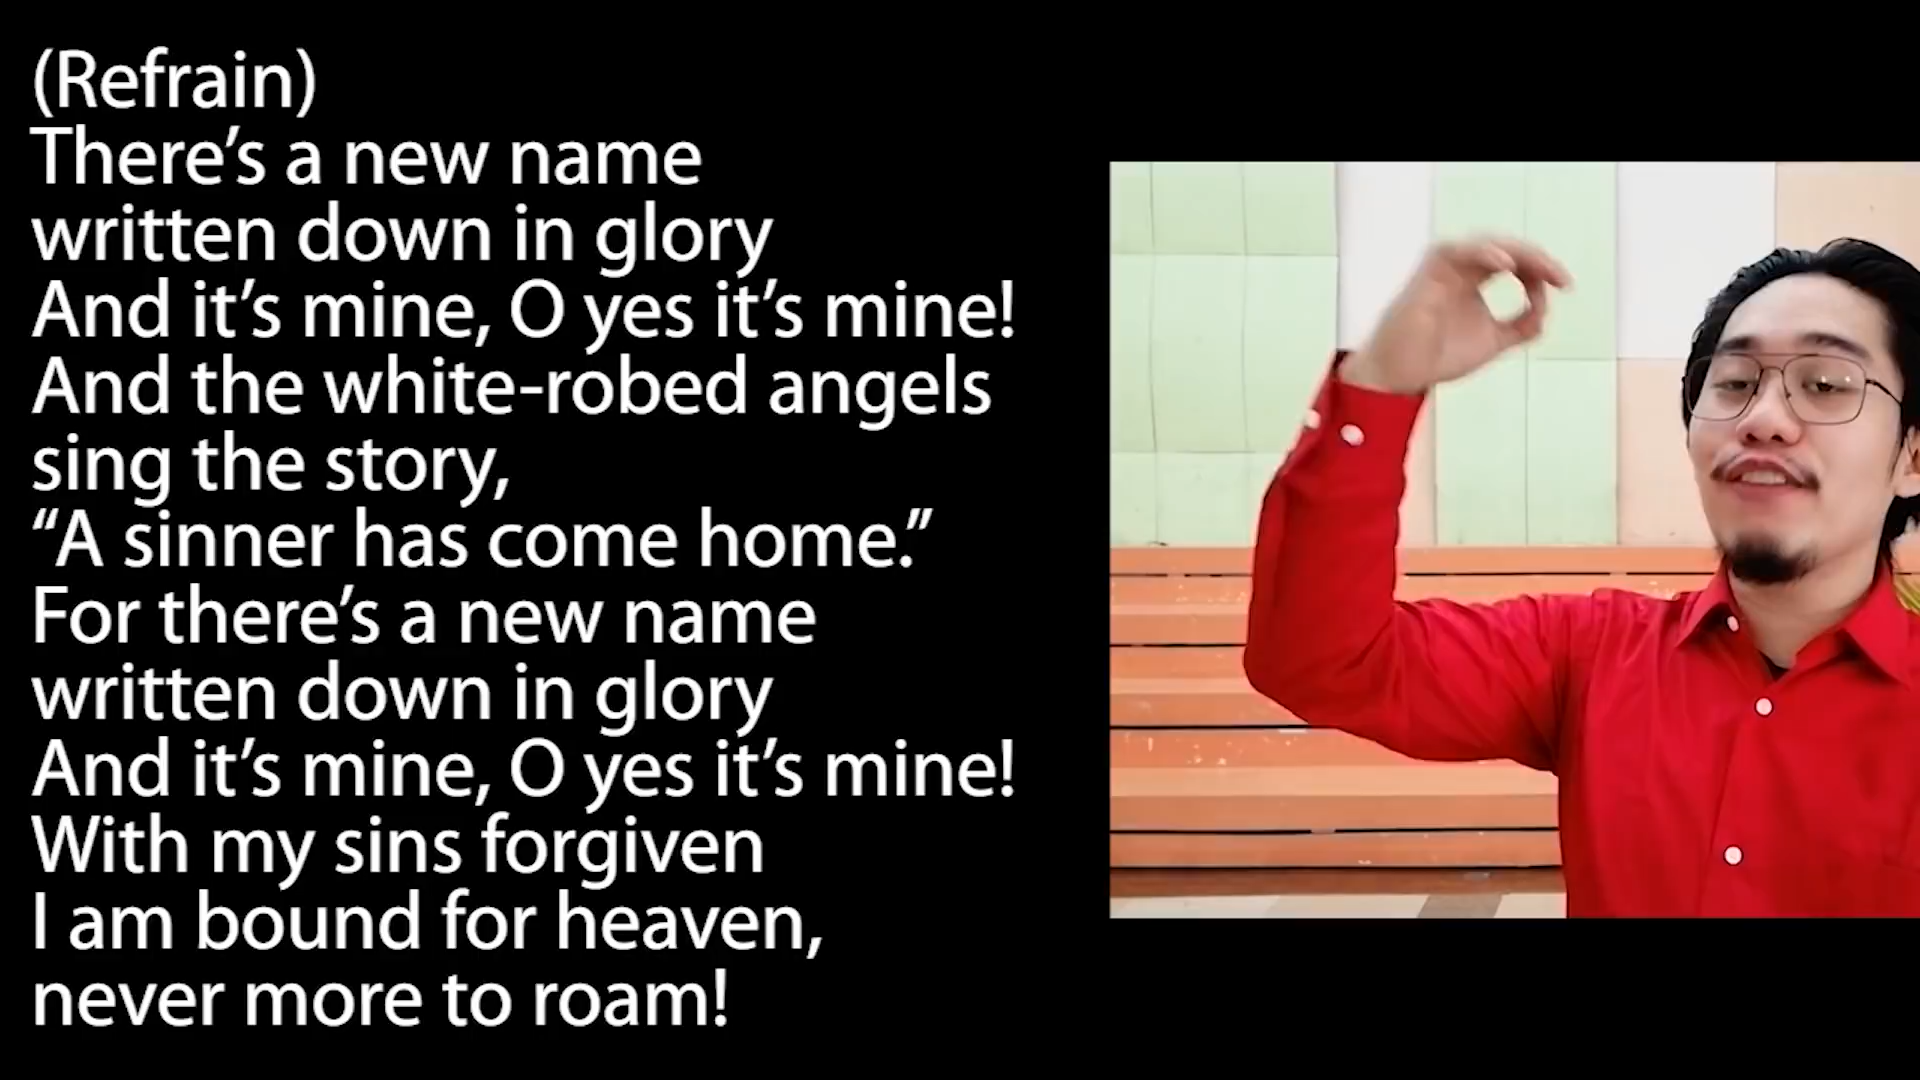 (Refrain)
There’s a new name
written down in glory
And it’s mine, O yes it’s mine!
And the white-robed angels
sing the story,
“A sinner has come home.”
For there’s a new name
written down in glory
And it’s mine, O yes it’s mine!
With my sins forgiven
I am bound for heaven,
never more to roam!